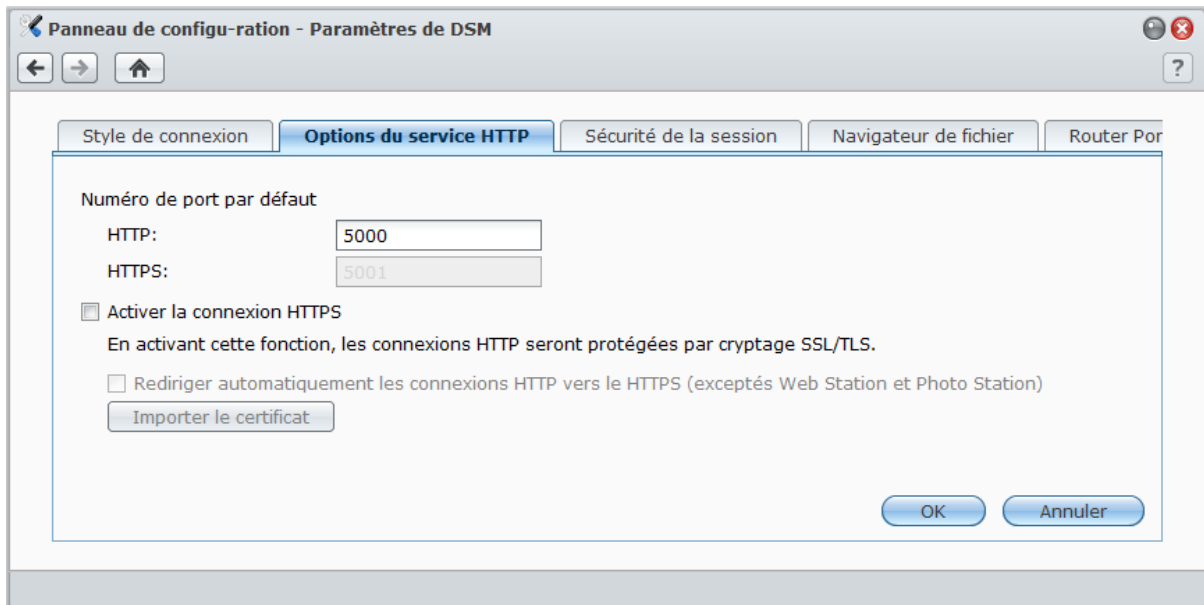 Panneau de configu-ration - Paramètres de DSM
?
Style de connexion
Options du service HTTP
Sécurité de la session
Navigateur de fichier
Router Por
Numéro de port par défaut
HTTP:
5000
HTTPS:
5001
Activer la connexion HTTPS
En activant cette fonction, les connexions HTTP seront protégées par cryptage SSL/TLS.
Rediriger automatiquement les connexions HTTP vers le HTTPS (exceptés Web Station et Photo Station)
Importer le certificat
OK
Annuler